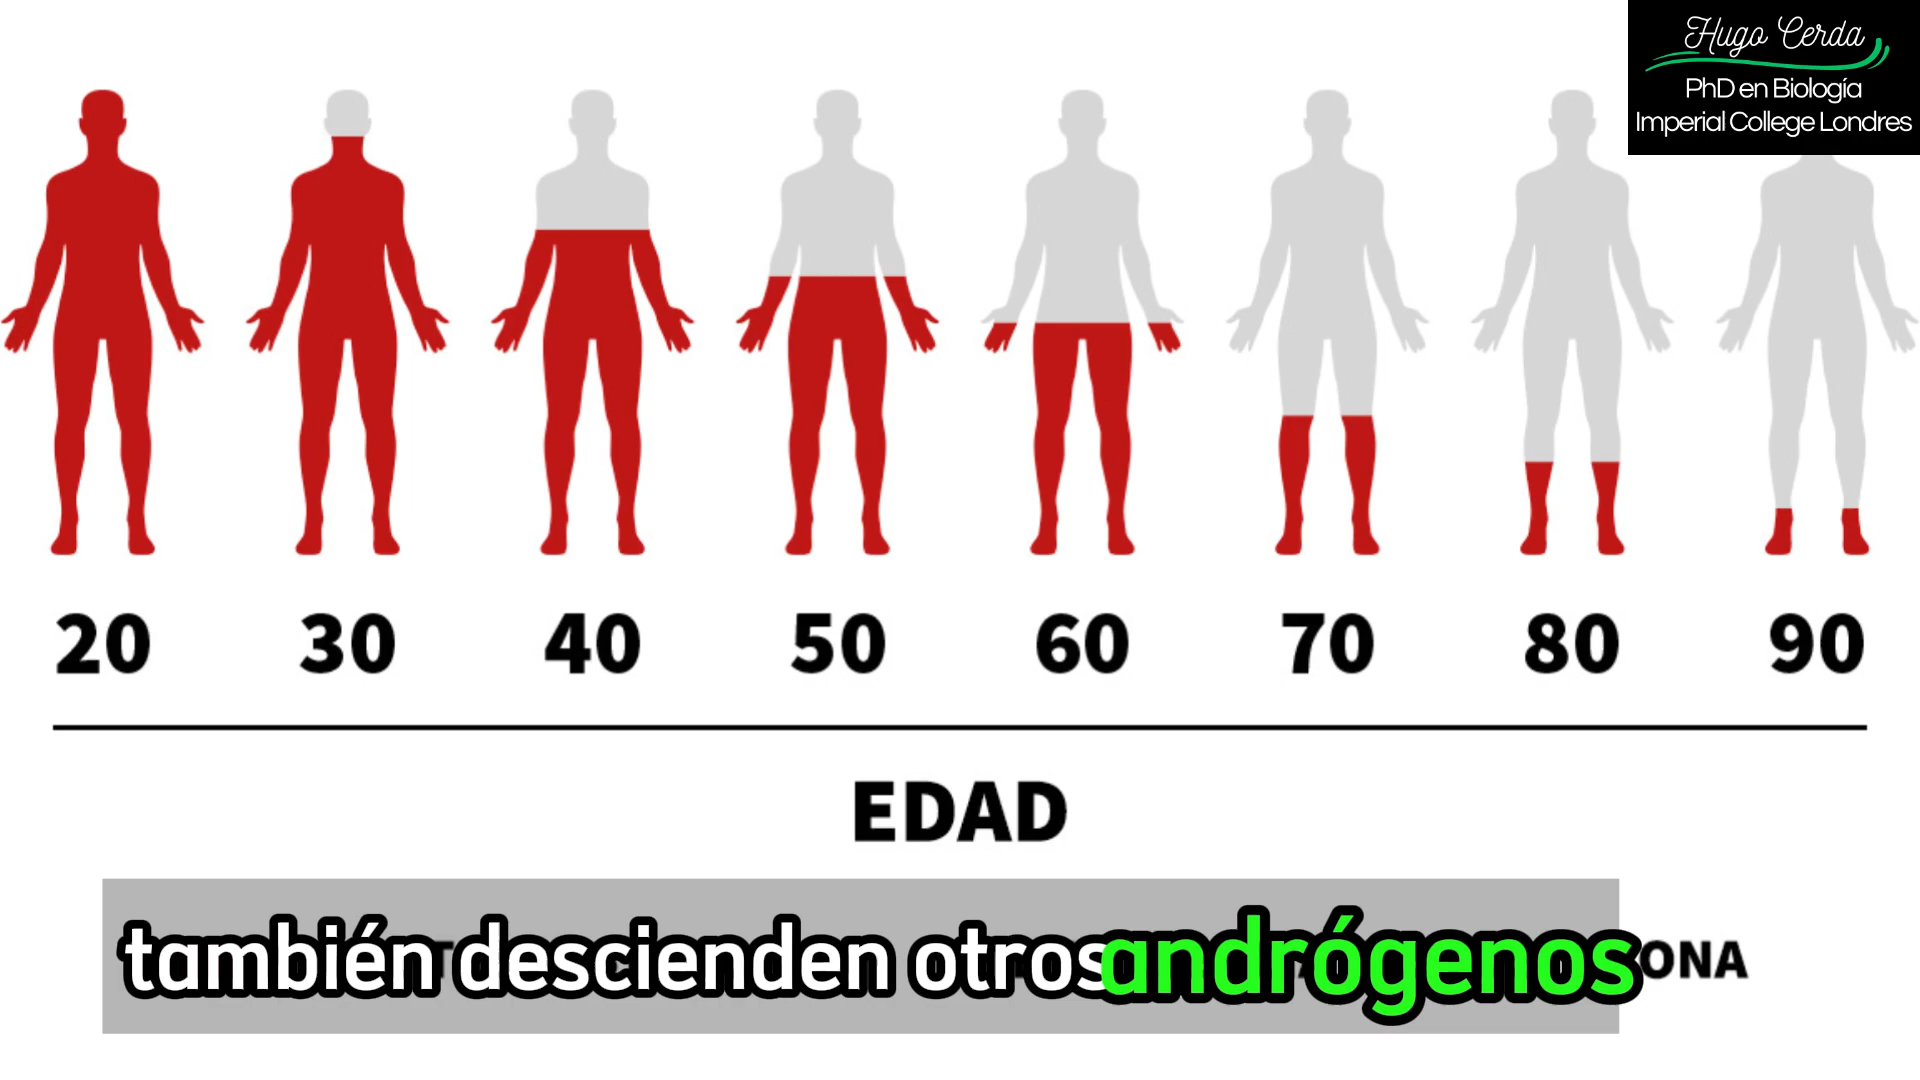 Hugo Cerda
PhD en Biología
Imperial College Londres
20 30 40 50 60 70 80 90
EDAD
también descienden otros andrógenos
ONA